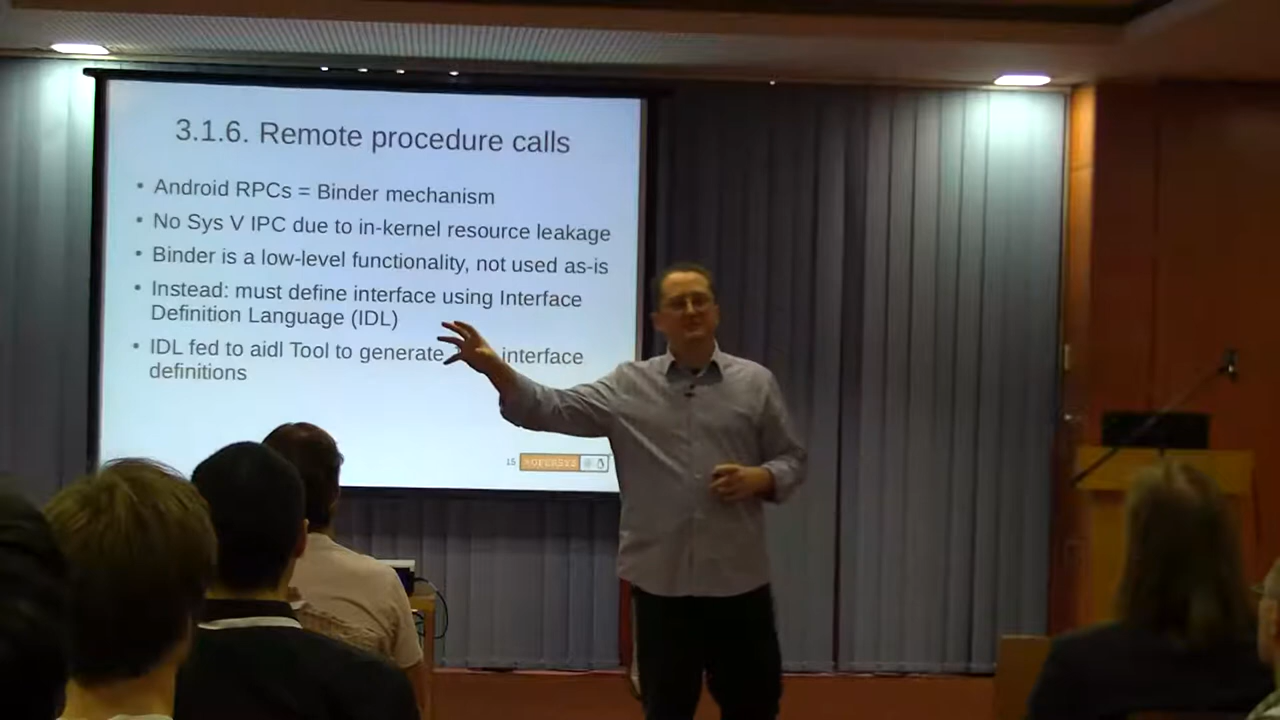 3.1.6. Remote procedure calls
• Android RPCs = Binder mechanism
• No Sys V IPC due to in-kernel resource leakage
• Binder is a low-level functionality, not used as-is
• Instead: must define interface using Interface
Definition Language (IDL)
• IDL fed to aidl Tool to generate interface
definitions
15 OPERSYS